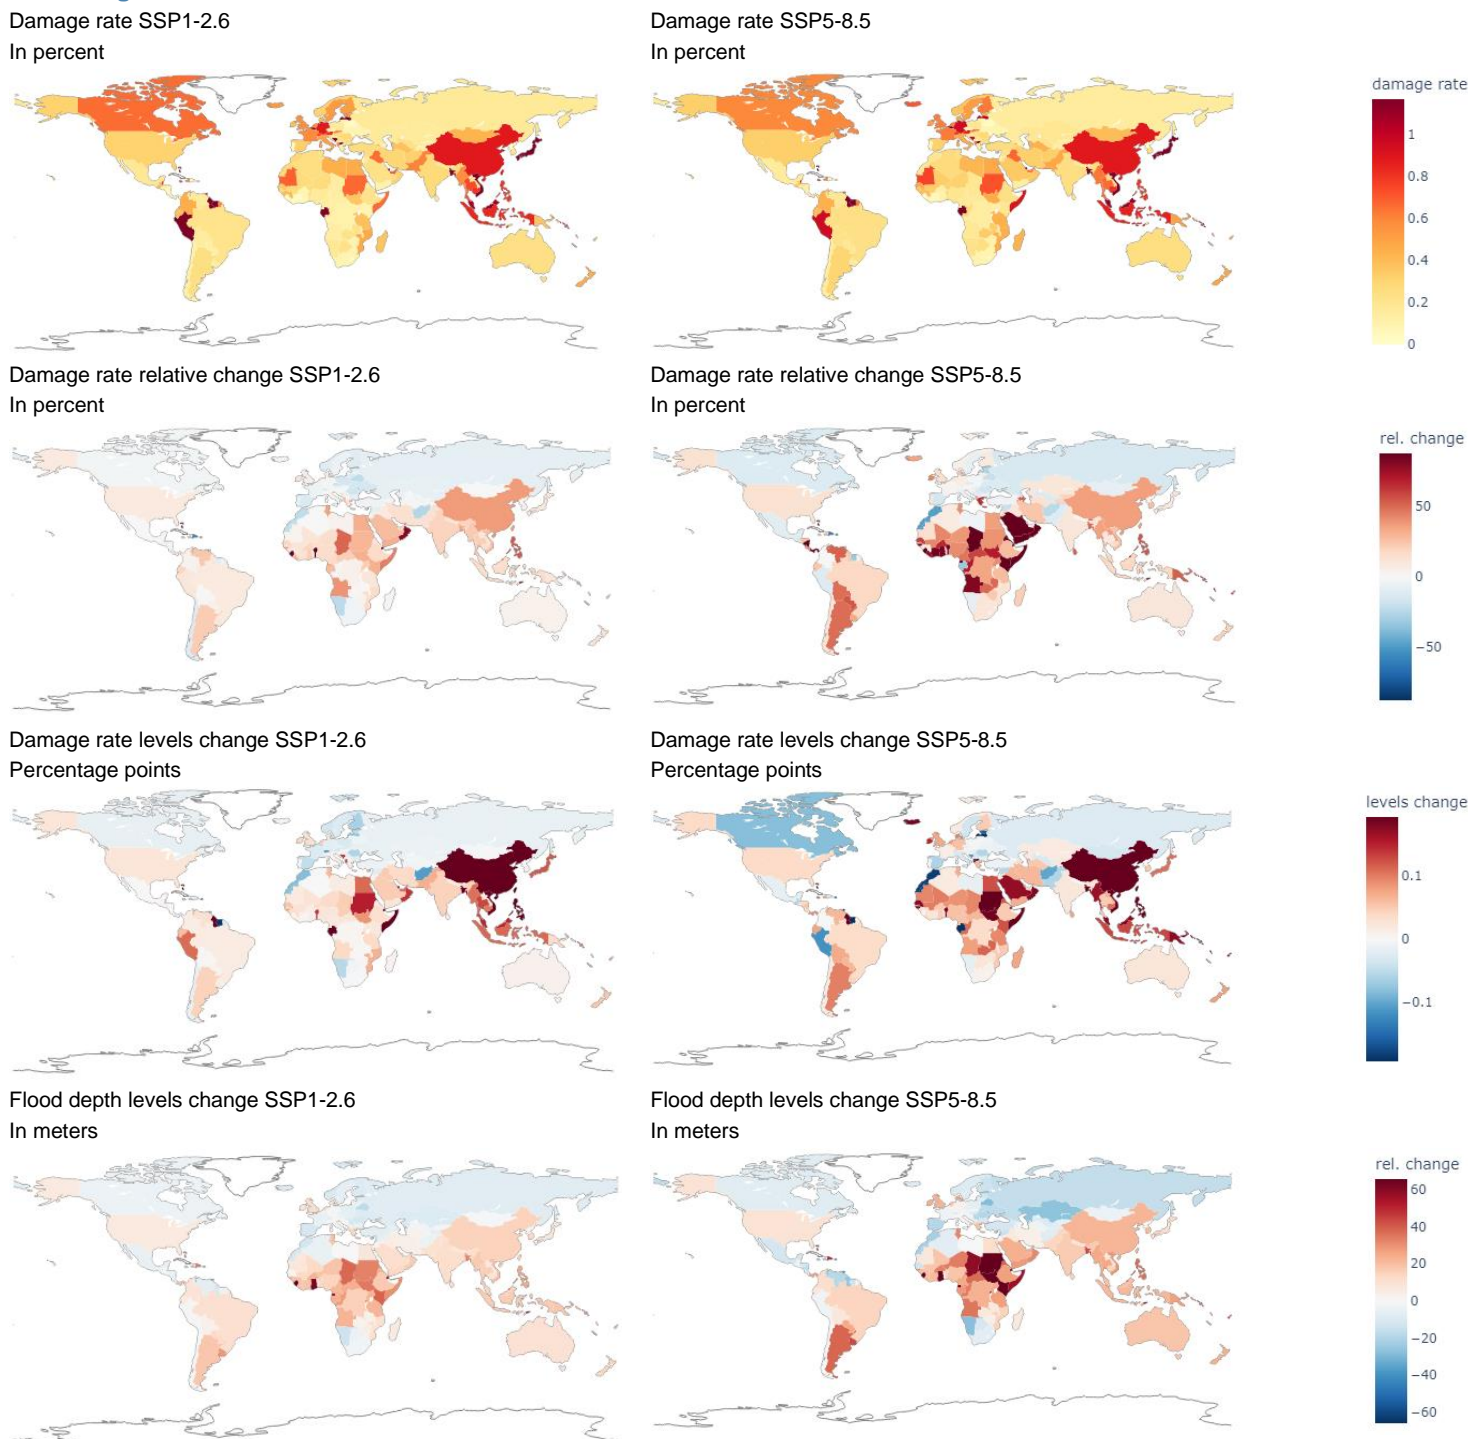 Damage rate SSP1-2.6
In percent
Damage rate SSP5-8.5
In percent
damage rate
1
0.8
0.6
0.4
0.2
0
Damage rate relative change SSP1-2.6
In percent
Damage rate relative change SSP5-8.5
In percent
rel. change
50
0
−50
Damage rate levels change SSP1-2.6
Percentage points
Damage rate levels change SSP5-8.5
Percentage points
levels change
0.1
0
−0.1
Flood depth levels change SSP1-2.6
In meters
Flood depth levels change SSP5-8.5
In meters
rel. change
60
40
20
0
−20
−40
−60